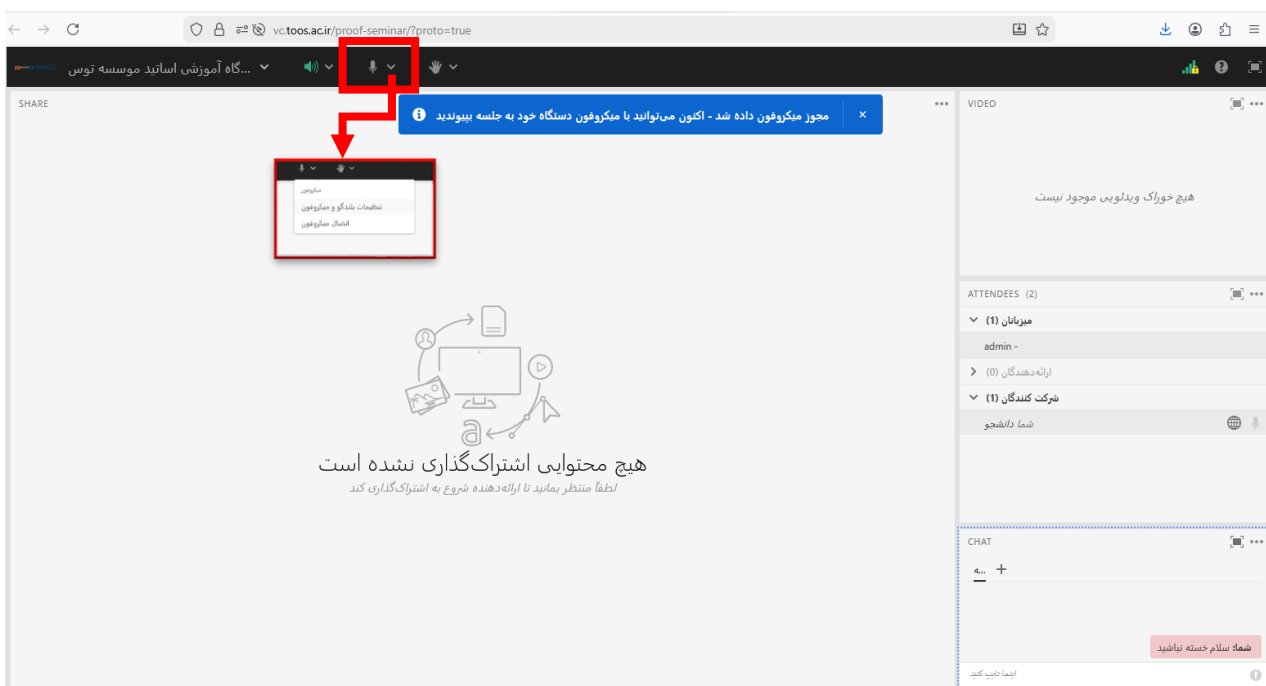 vc.toos.ac.ir/proof-seminar/?proto=true
...گاه آموزشی اساتید موسسه توس
SHARE
مجوز میکروفون داده شد - اکنون می‌توانید با میکروفون دستگاه خود به جلسه بپیوندید
میکروفون
تنظیمات بلندگو و میکروفون
اتصال میکروفون
هیچ محتوایی اشتراک‌گذاری نشده است
لطفاً منتظر بمانید تا ارائه‌دهنده شروع به اشتراک‌گذاری کند
VIDEO
هیچ خوراک ویدئویی موجود نیست
ATTENDEES (2)
میزبانان (1)
admin -
ارائه‌دهندگان (0)
شرکت کنندگان (1)
شما دانشجو
CHAT
...ه
شما: سلام خسته نباشید
اینجا تایپ کنید